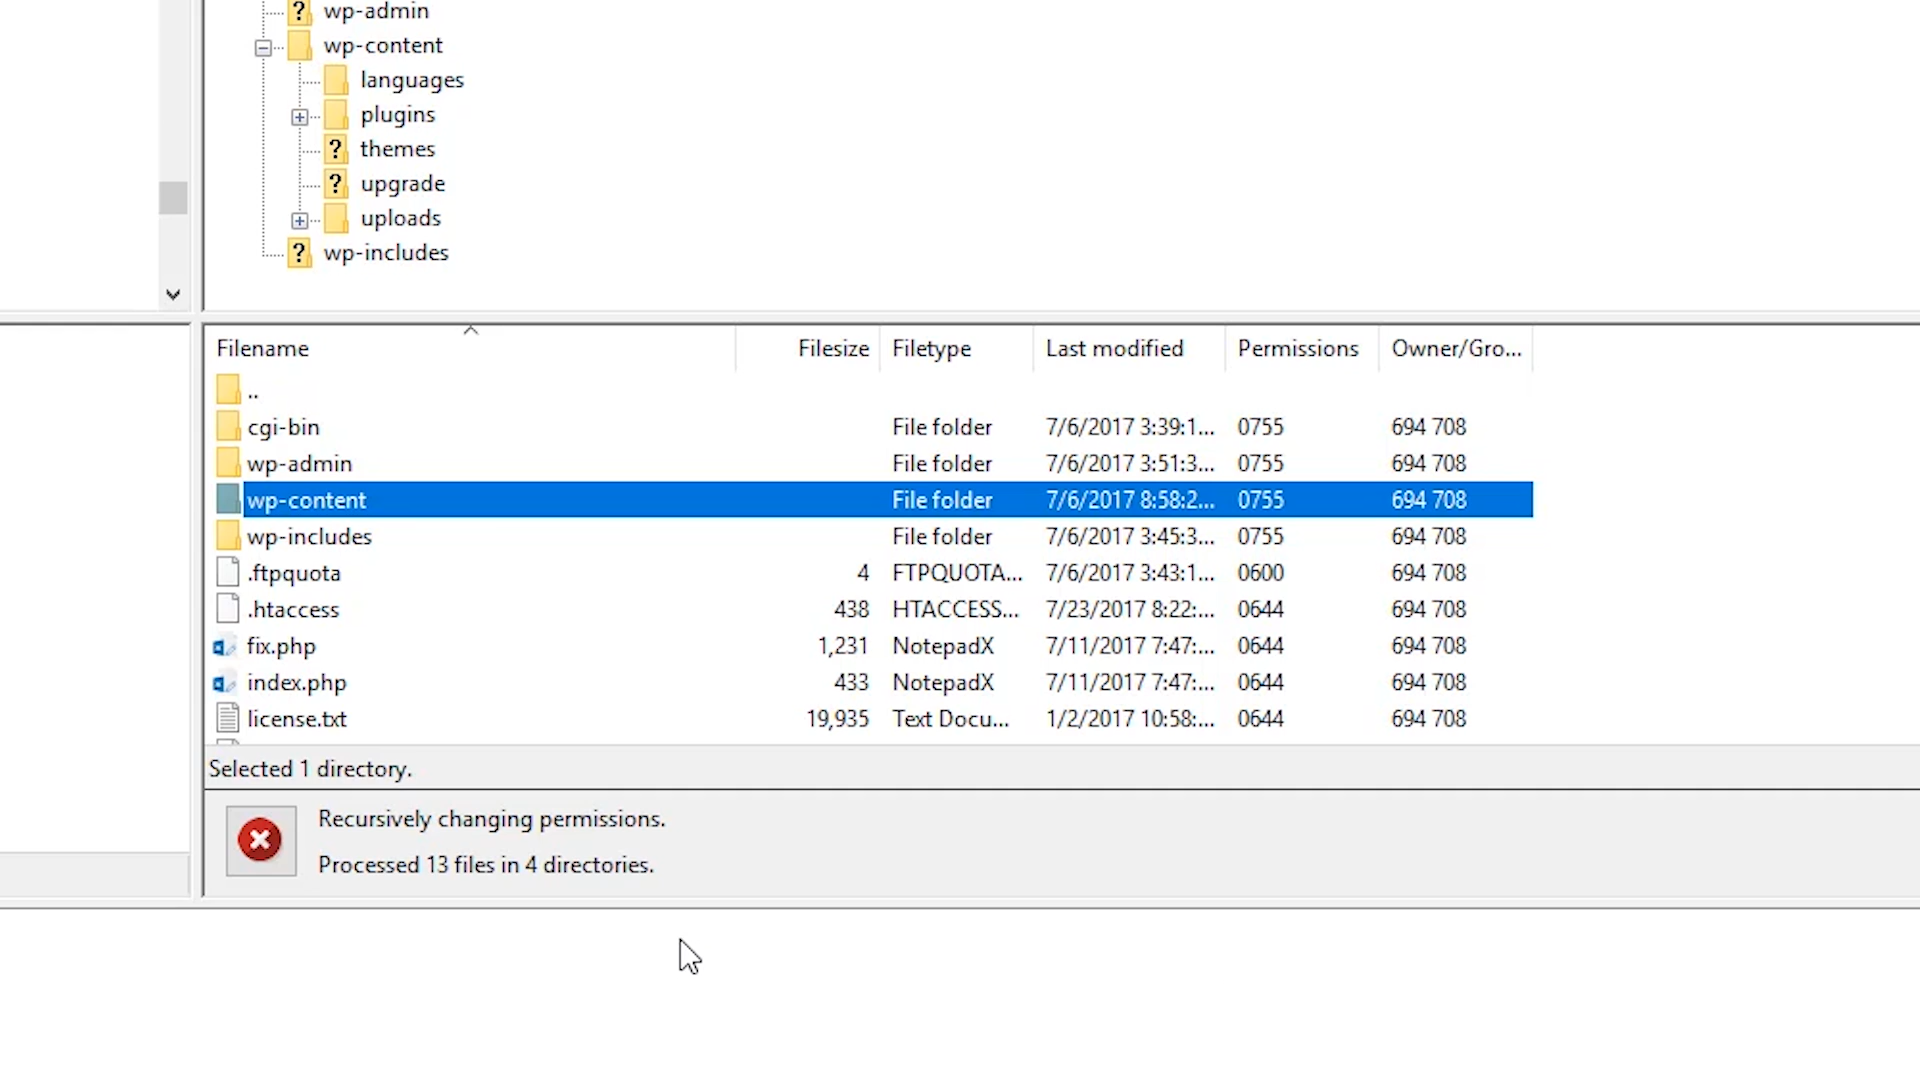 wp-admin
wp-content
languages
plugins
themes
upgrade
uploads
wp-includes
Filename Filesize Filetype Last modified Permissions Owner/Gro...
..
cgi-bin File folder 7/6/2017 3:39:1... 0755 694 708
wp-admin File folder 7/6/2017 3:51:3... 0755 694 708
wp-content File folder 7/6/2017 8:58:2... 0755 694 708
wp-includes File folder 7/6/2017 3:45:3... 0755 694 708
.ftpquota 4 FTPQUOTA... 7/6/2017 3:43:1... 0600 694 708
.htaccess 438 HTACCESS... 7/23/2017 8:22:... 0644 694 708
fix.php 1,231 NotepadX 7/11/2017 7:47:... 0644 694 708
index.php 433 NotepadX 7/11/2017 7:47:... 0644 694 708
license.txt 19,935 Text Docu... 1/2/2017 10:58:... 0644 694 708
Selected 1 directory.
Recursively changing permissions.
Processed 13 files in 4 directories.